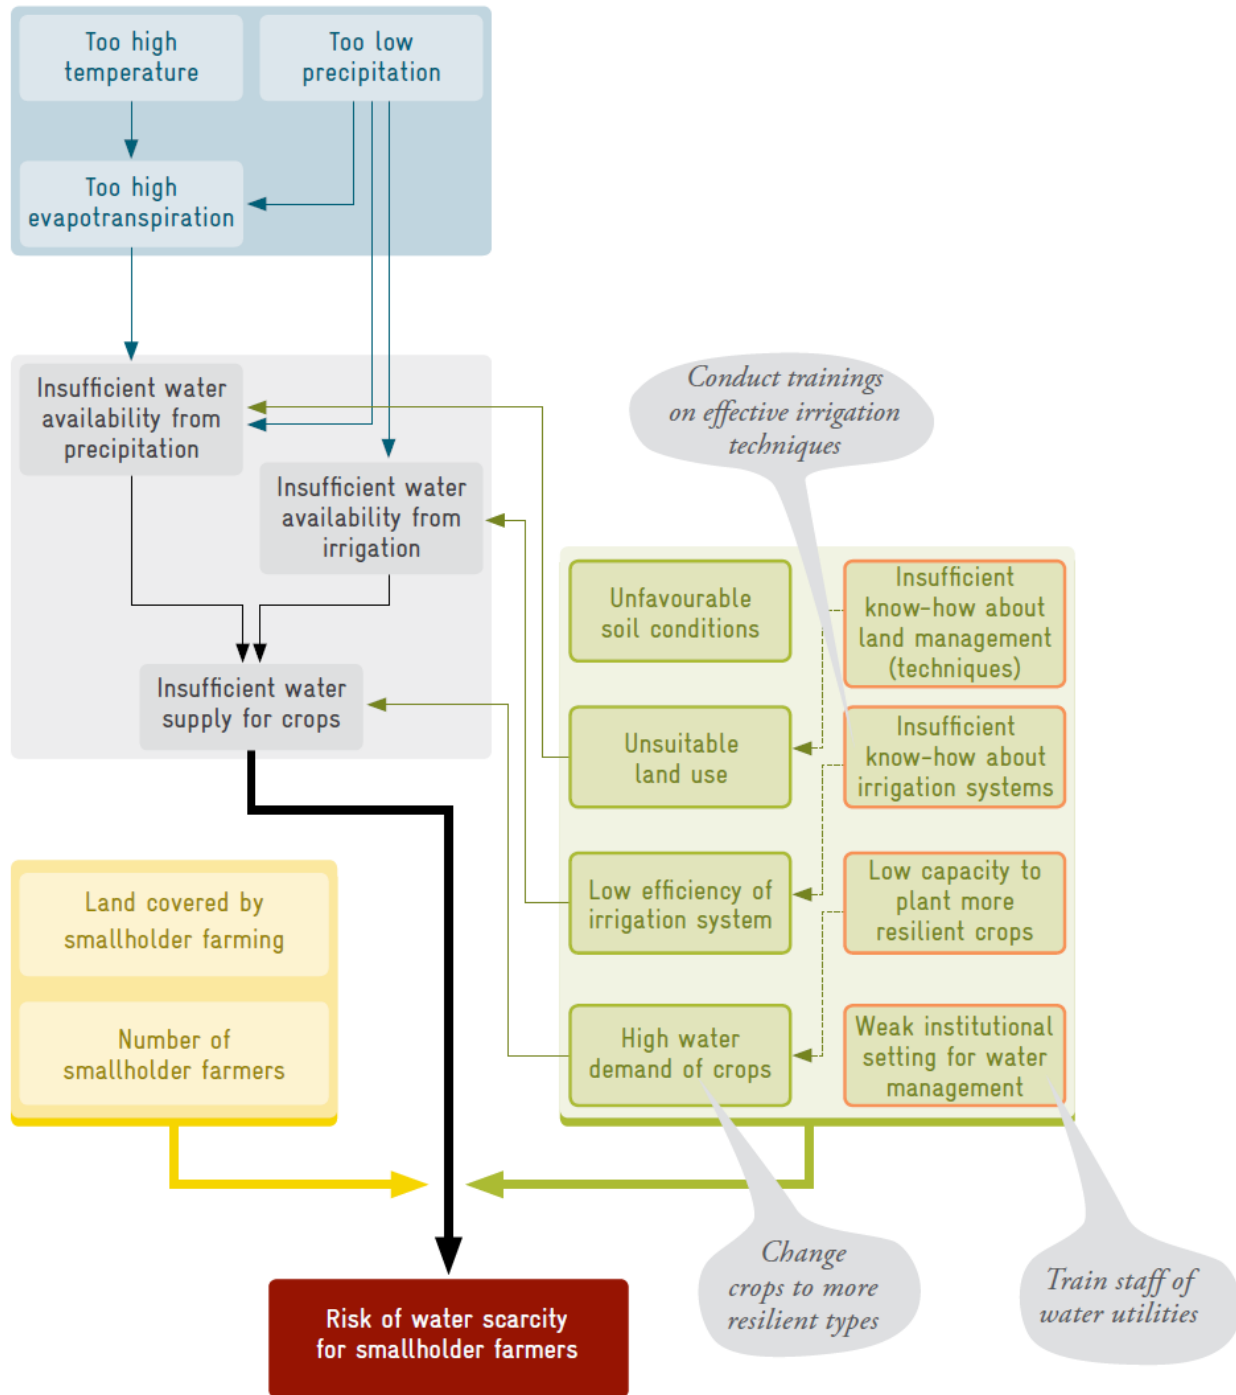 Too high
temperature
Too low
precipitation
Too high
evapotranspiration
Insufficient water
availability from
precipitation
Insufficient water
availability from
irrigation
Insufficient water
supply for crops
Conduct trainings
on effective irrigation
techniques
Unfavourable
soil conditions
Insufficient
know-how about
land management
(techniques)
Unsuitable
land use
Insufficient
know-how about
irrigation systems
Low efficiency of
irrigation system
Low capacity to
plant more
resilient crops
High water
demand of crops
Weak institutional
setting for water
management
Land covered by
smallholder farming
Number of
smallholder farmers
Change
crops to more
resilient types
Train staff of
water utilities
Risk of water scarcity
for smallholder farmers